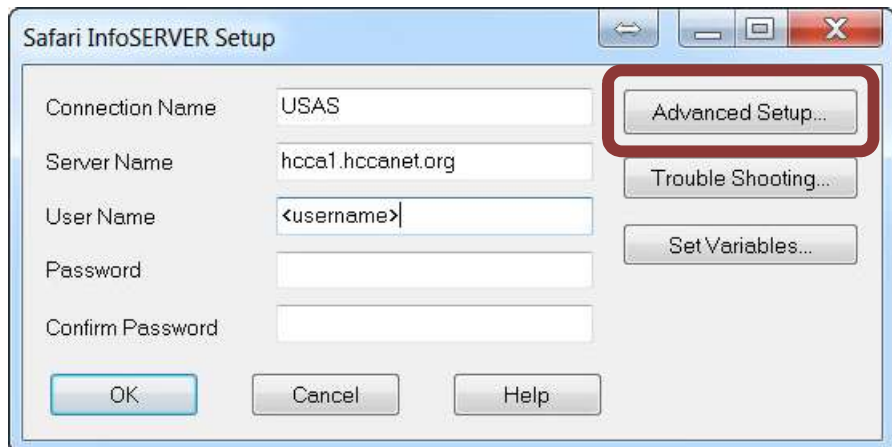 Safari InfoSERVER Setup
Connection Name USAS Advanced Setup...
Server Name hcca1.hccanet.org Trouble Shooting...
User Name <username> Set Variables...
Password
Confirm Password
OK Cancel Help